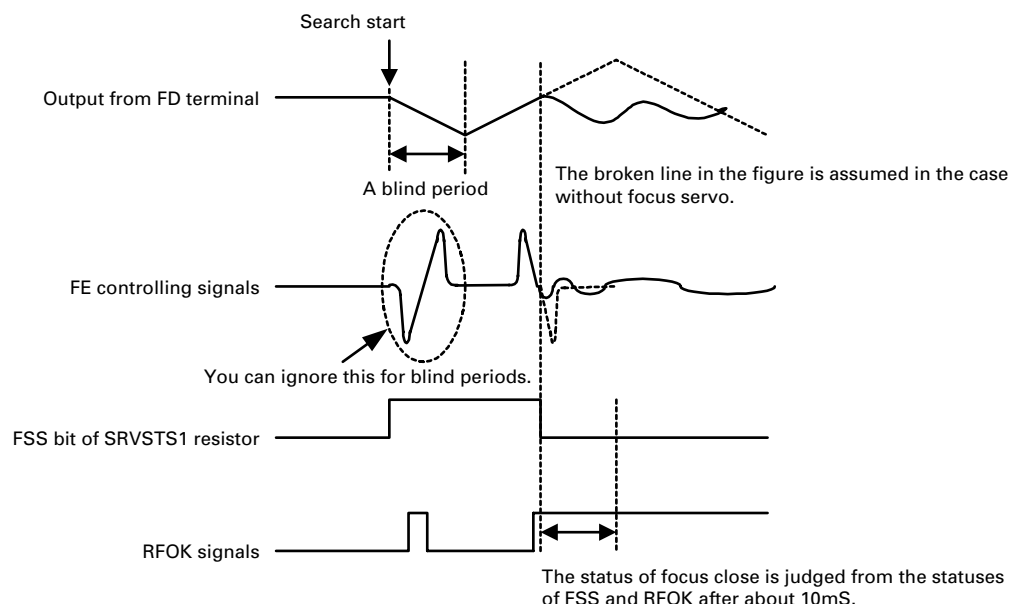 Search start
Output from FD terminal
A blind period
The broken line in the figure is assumed in the case
without focus servo.
FE controlling signals
You can ignore this for blind periods.
FSS bit of SRVSTS1 resistor
RFOK signals
The status of focus close is judged from the statuses
of FSS and RFOK after about 10mS.